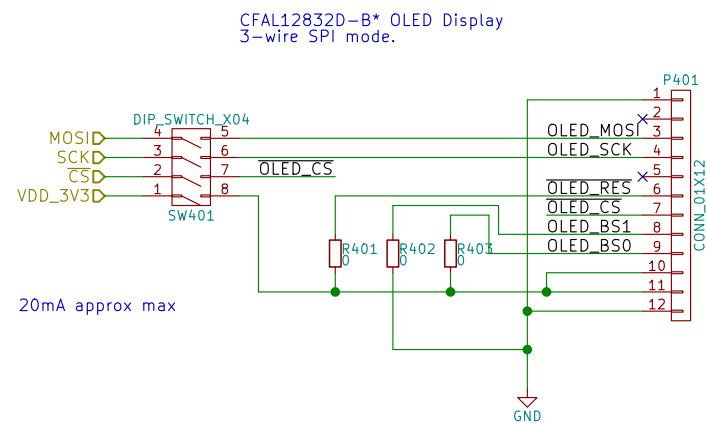 CFAL12832D-B* OLED Display
3-wire SPI mode.
P401
DIP_SWITCH_X04
1
2
MOSI
4
5
OLED_MOSI
3
SCK
3
6
OLED_SCK
4
CS
2
7
OLED_CS
5
VDD_3V3
1
8
OLED_RES
6
SW401
OLED_CS
7
OLED_BS1
8
OLED_BS0
9
R401
0
R402
0
R403
0
10
11
12
CONN_01X12
20mA approx max
GND